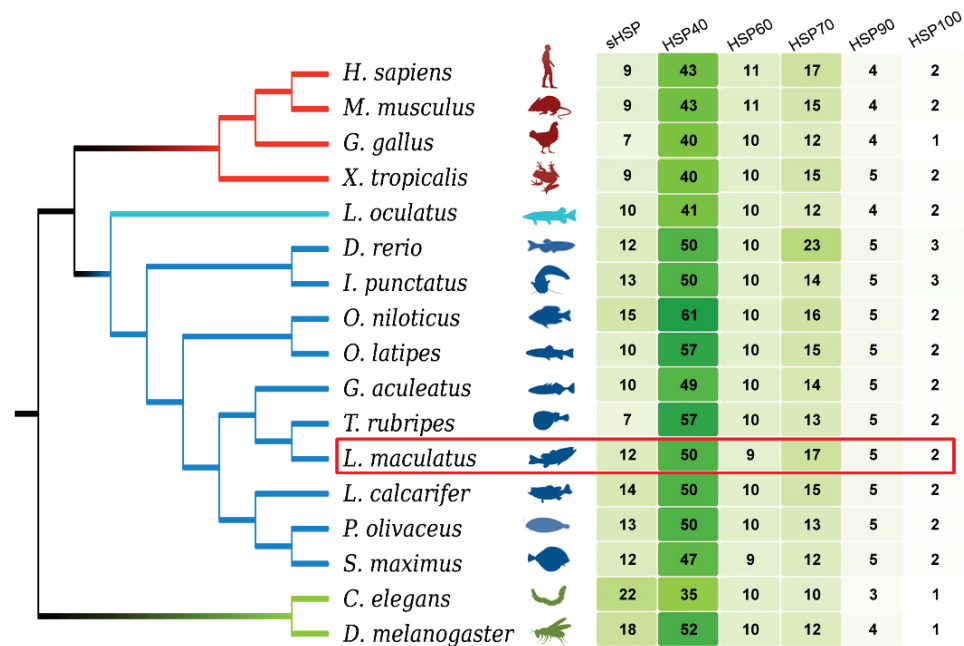 sHSP HSP40 HSP60 HSP70 HSP90 HSP100
H. sapiens 9 43 11 17 4 2
M. musculus 9 43 11 15 4 2
G. gallus 7 40 10 12 4 1
X. tropicalis 9 40 10 15 5 2
L. oculatus 10 41 10 12 4 2
D. rerio 12 50 10 23 5 3
I. punctatus 13 50 10 14 5 3
O. niloticus 15 61 10 16 5 2
O. latipes 10 57 10 15 5 2
G. aculeatus 10 49 10 14 5 2
T. rubripes 7 57 10 13 5 2
L. maculatus 12 50 9 17 5 2
L. calcarifer 14 50 10 15 5 2
P. olivaceus 13 50 10 13 5 2
S. maximus 12 47 9 12 5 2
C. elegans 22 35 10 10 3 1
D. melanogaster 18 52 10 12 4 1